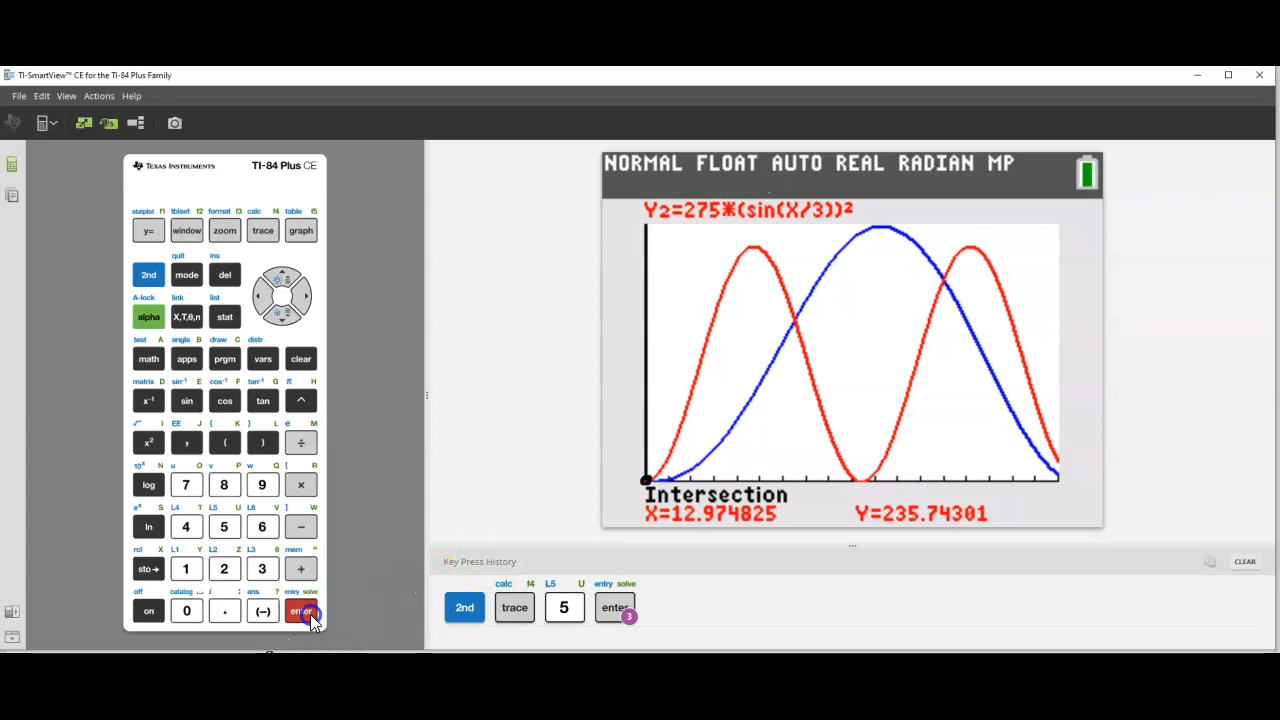 TI-SmartView™ CE for the TI-84 Plus Family
File Edit View Actions Help
TEXAS INSTRUMENTS TI-84 Plus CE
statplot f1 tblset f2 format f3 calc f4 table f5
y= window zoom trace graph
quit ins
2nd mode del
A-lock link list
alpha X,T,θ,n stat
test A angle B draw C distr
math apps prgm vars clear
matrix D sin⁻¹ E cos⁻¹ F tan⁻¹ G π H
x⁻¹ sin cos tan ^
√ I EE J { K } L e M
x² , ( ) ÷
10ˣ N u O v P w Q [ R
log 7 8 9 ×
eˣ S L4 T L5 U L6 V ] W
ln 4 5 6 −
rcl X L1 Y L2 Z L3 θ mem "
sto→ 1 2 3 +
off catalog i : ans ? entry solve
on 0 . (−) enter
NORMAL FLOAT AUTO REAL RADIAN MP
Y2=275*(sin(X/3))²
Intersection
X=12.974825 Y=235.74301
Key Press History
CLEAR
calc f4 L5 U entry solve
2nd trace 5 enter
3